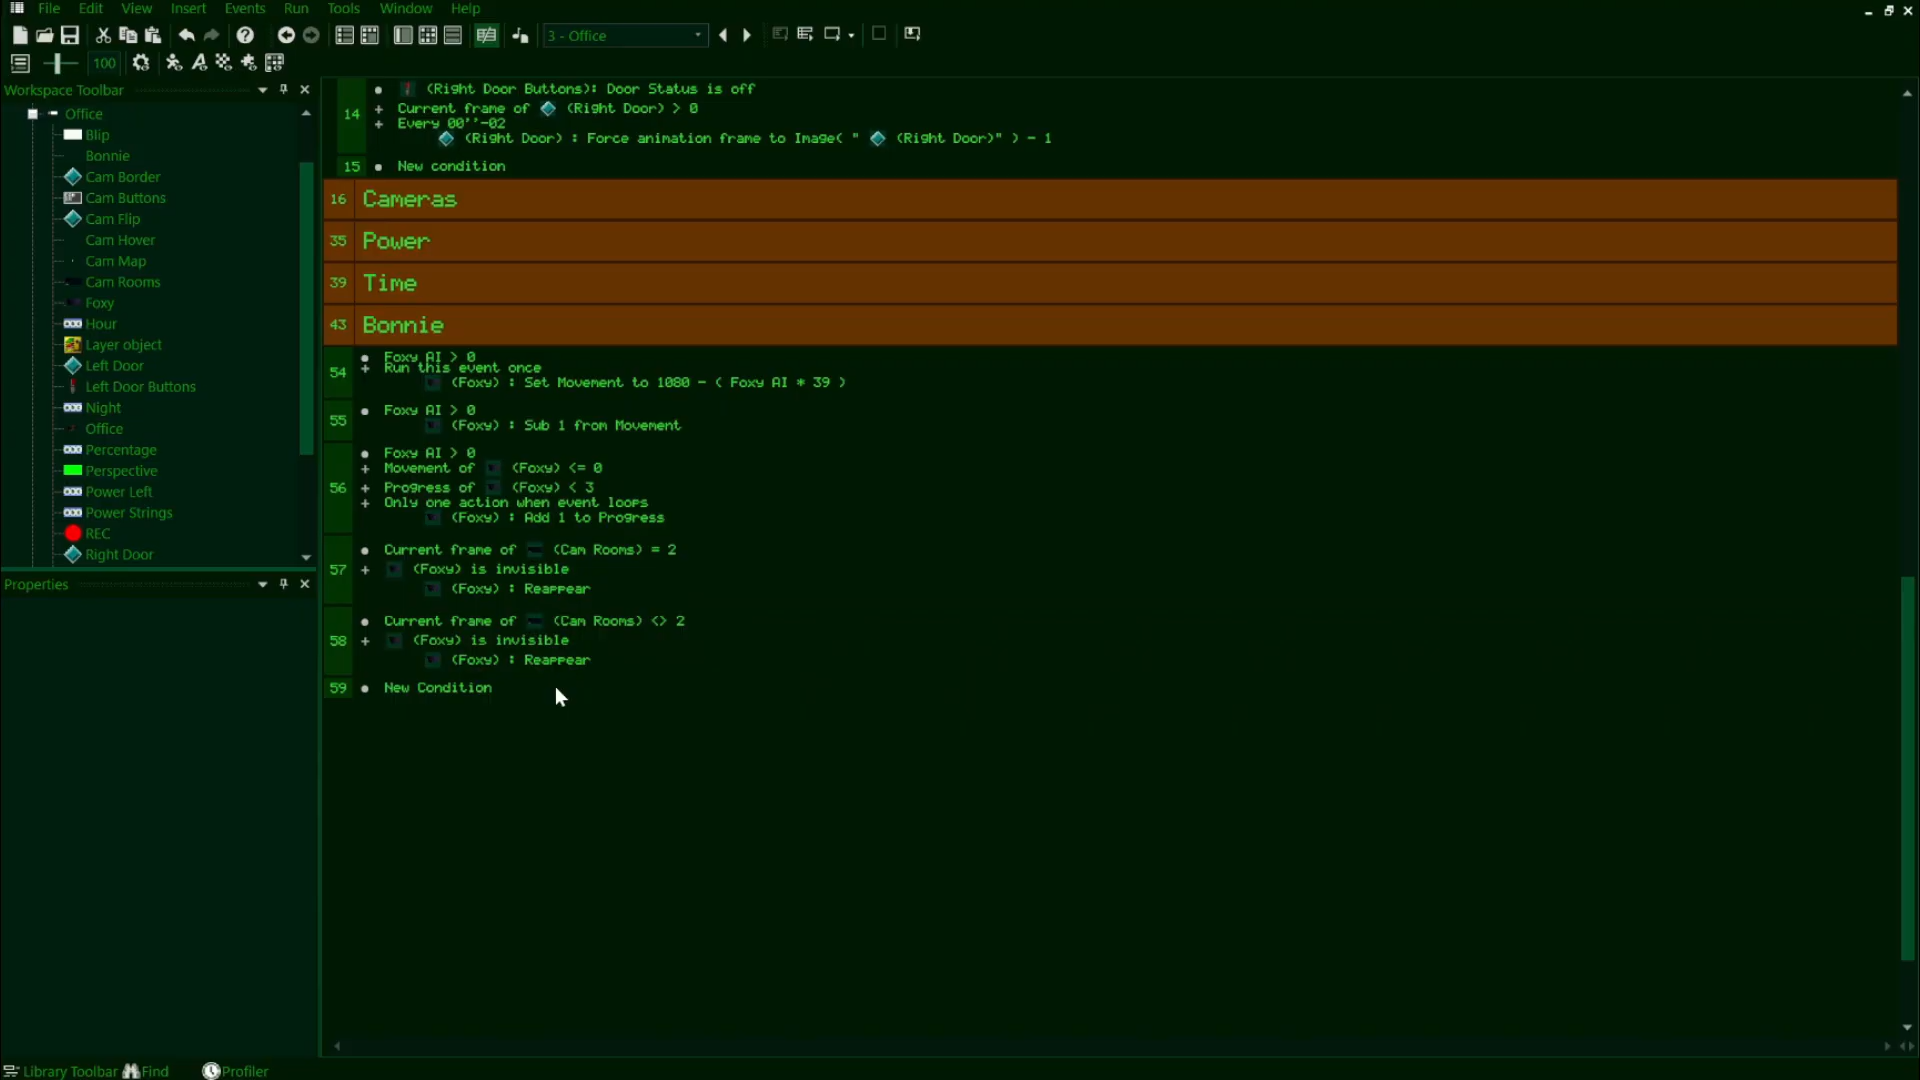 File Edit View Insert Events Run Tools Window Help
3 - Office
100
Workspace Toolbar
Office
Blip
Bonnie
Cam Border
Cam Buttons
Cam Flip
Cam Hover
Cam Map
Cam Rooms
Foxy
Hour
Layer object
Left Door
Left Door Buttons
Night
Office
Percentage
Perspective
Power Left
Power Strings
REC
Right Door
Properties
14
(Right Door Buttons): Door Status is off
+ Current frame of (Right Door) > 0
+ Every 00''-02
(Right Door) : Force animation frame to Image( " (Right Door)" ) - 1
15 • New condition
16 Cameras
35 Power
39 Time
43 Bonnie
54
• Foxy AI > 0
+ Run this event once
(Foxy) : Set Movement to 1080 - ( Foxy AI * 39 )
55
• Foxy AI > 0
(Foxy) : Sub 1 from Movement
56
• Foxy AI > 0
+ Movement of (Foxy) <= 0
+ Progress of (Foxy) < 3
+ Only one action when event loops
(Foxy) : Add 1 to Progress
57
• Current frame of (Cam Rooms) = 2
+ (Foxy) is invisible
(Foxy) : Reappear
58
• Current frame of (Cam Rooms) <> 2
+ (Foxy) is invisible
(Foxy) : Reappear
59 • New Condition
Library Toolbar Find Profiler